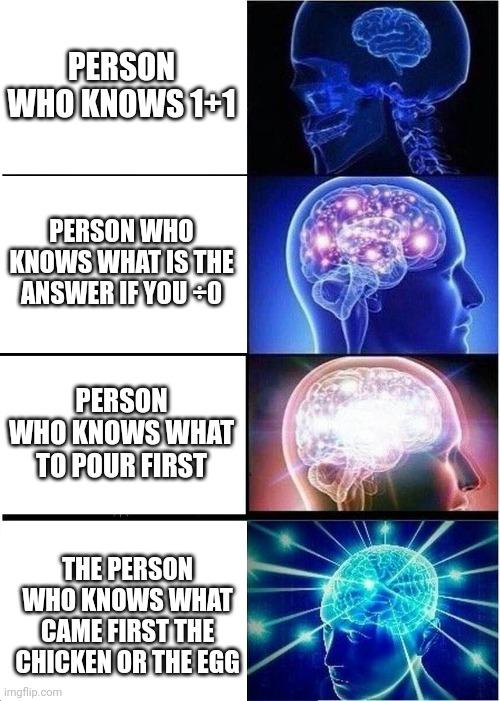 PERSON
WHO KNOWS 1+1
PERSON WHO
KNOWS WHAT IS THE
ANSWER IF YOU ÷0
PERSON
WHO KNOWS WHAT
TO POUR FIRST
THE PERSON
WHO KNOWS WHAT
CAME FIRST THE
CHICKEN OR THE EGG
imgflip.com